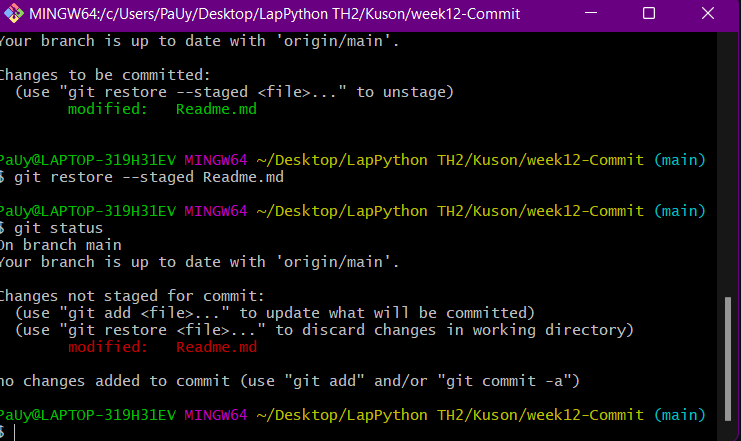 MINGW64:/c/Users/PaUy/Desktop/LapPython TH2/Kuson/week12-Commit
Your branch is up to date with 'origin/main'.
Changes to be committed:
(use "git restore --staged <file>..." to unstage)
modified: Readme.md
PaUy@LAPTOP-319H31EV MINGW64 ~/Desktop/LapPython TH2/Kuson/week12-Commit (main)
$ git restore --staged Readme.md
PaUy@LAPTOP-319H31EV MINGW64 ~/Desktop/LapPython TH2/Kuson/week12-Commit (main)
$ git status
On branch main
Your branch is up to date with 'origin/main'.
Changes not staged for commit:
(use "git add <file>..." to update what will be committed)
(use "git restore <file>..." to discard changes in working directory)
modified: Readme.md
no changes added to commit (use "git add" and/or "git commit -a")
PaUy@LAPTOP-319H31EV MINGW64 ~/Desktop/LapPython TH2/Kuson/week12-Commit (main)
$